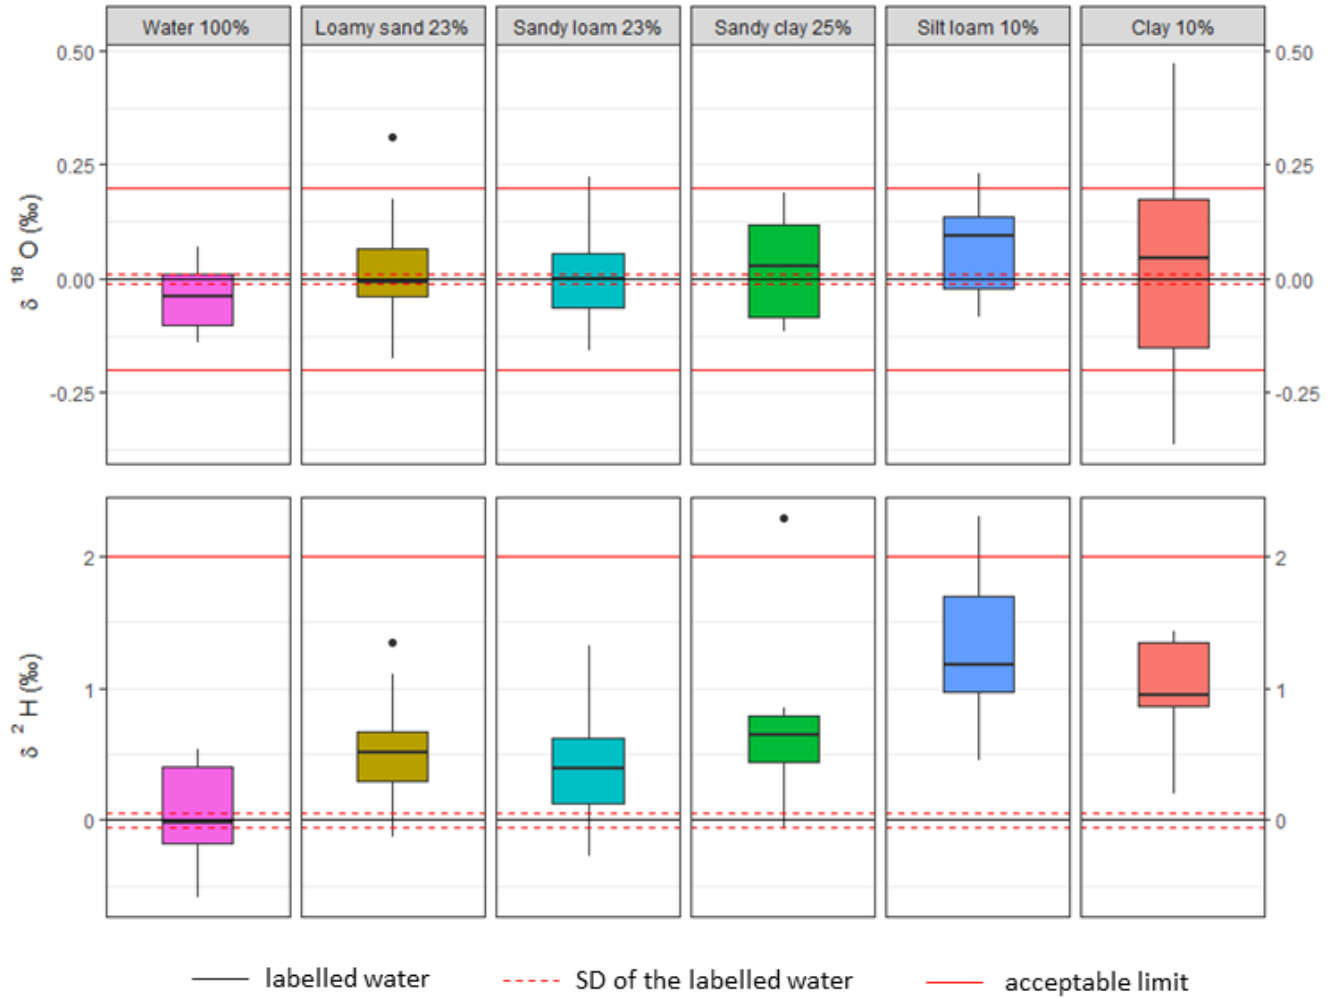 Water 100%
Loamy sand 23%
Sandy loam 23%
Sandy clay 25%
Silt loam 10%
Clay 10%
δ 18 O (‰)
0.50
0.25
0.00
-0.25
0.50
0.25
0.00
-0.25
δ 2 H (‰)
2
1
0
2
1
0
labelled water
SD of the labelled water
acceptable limit